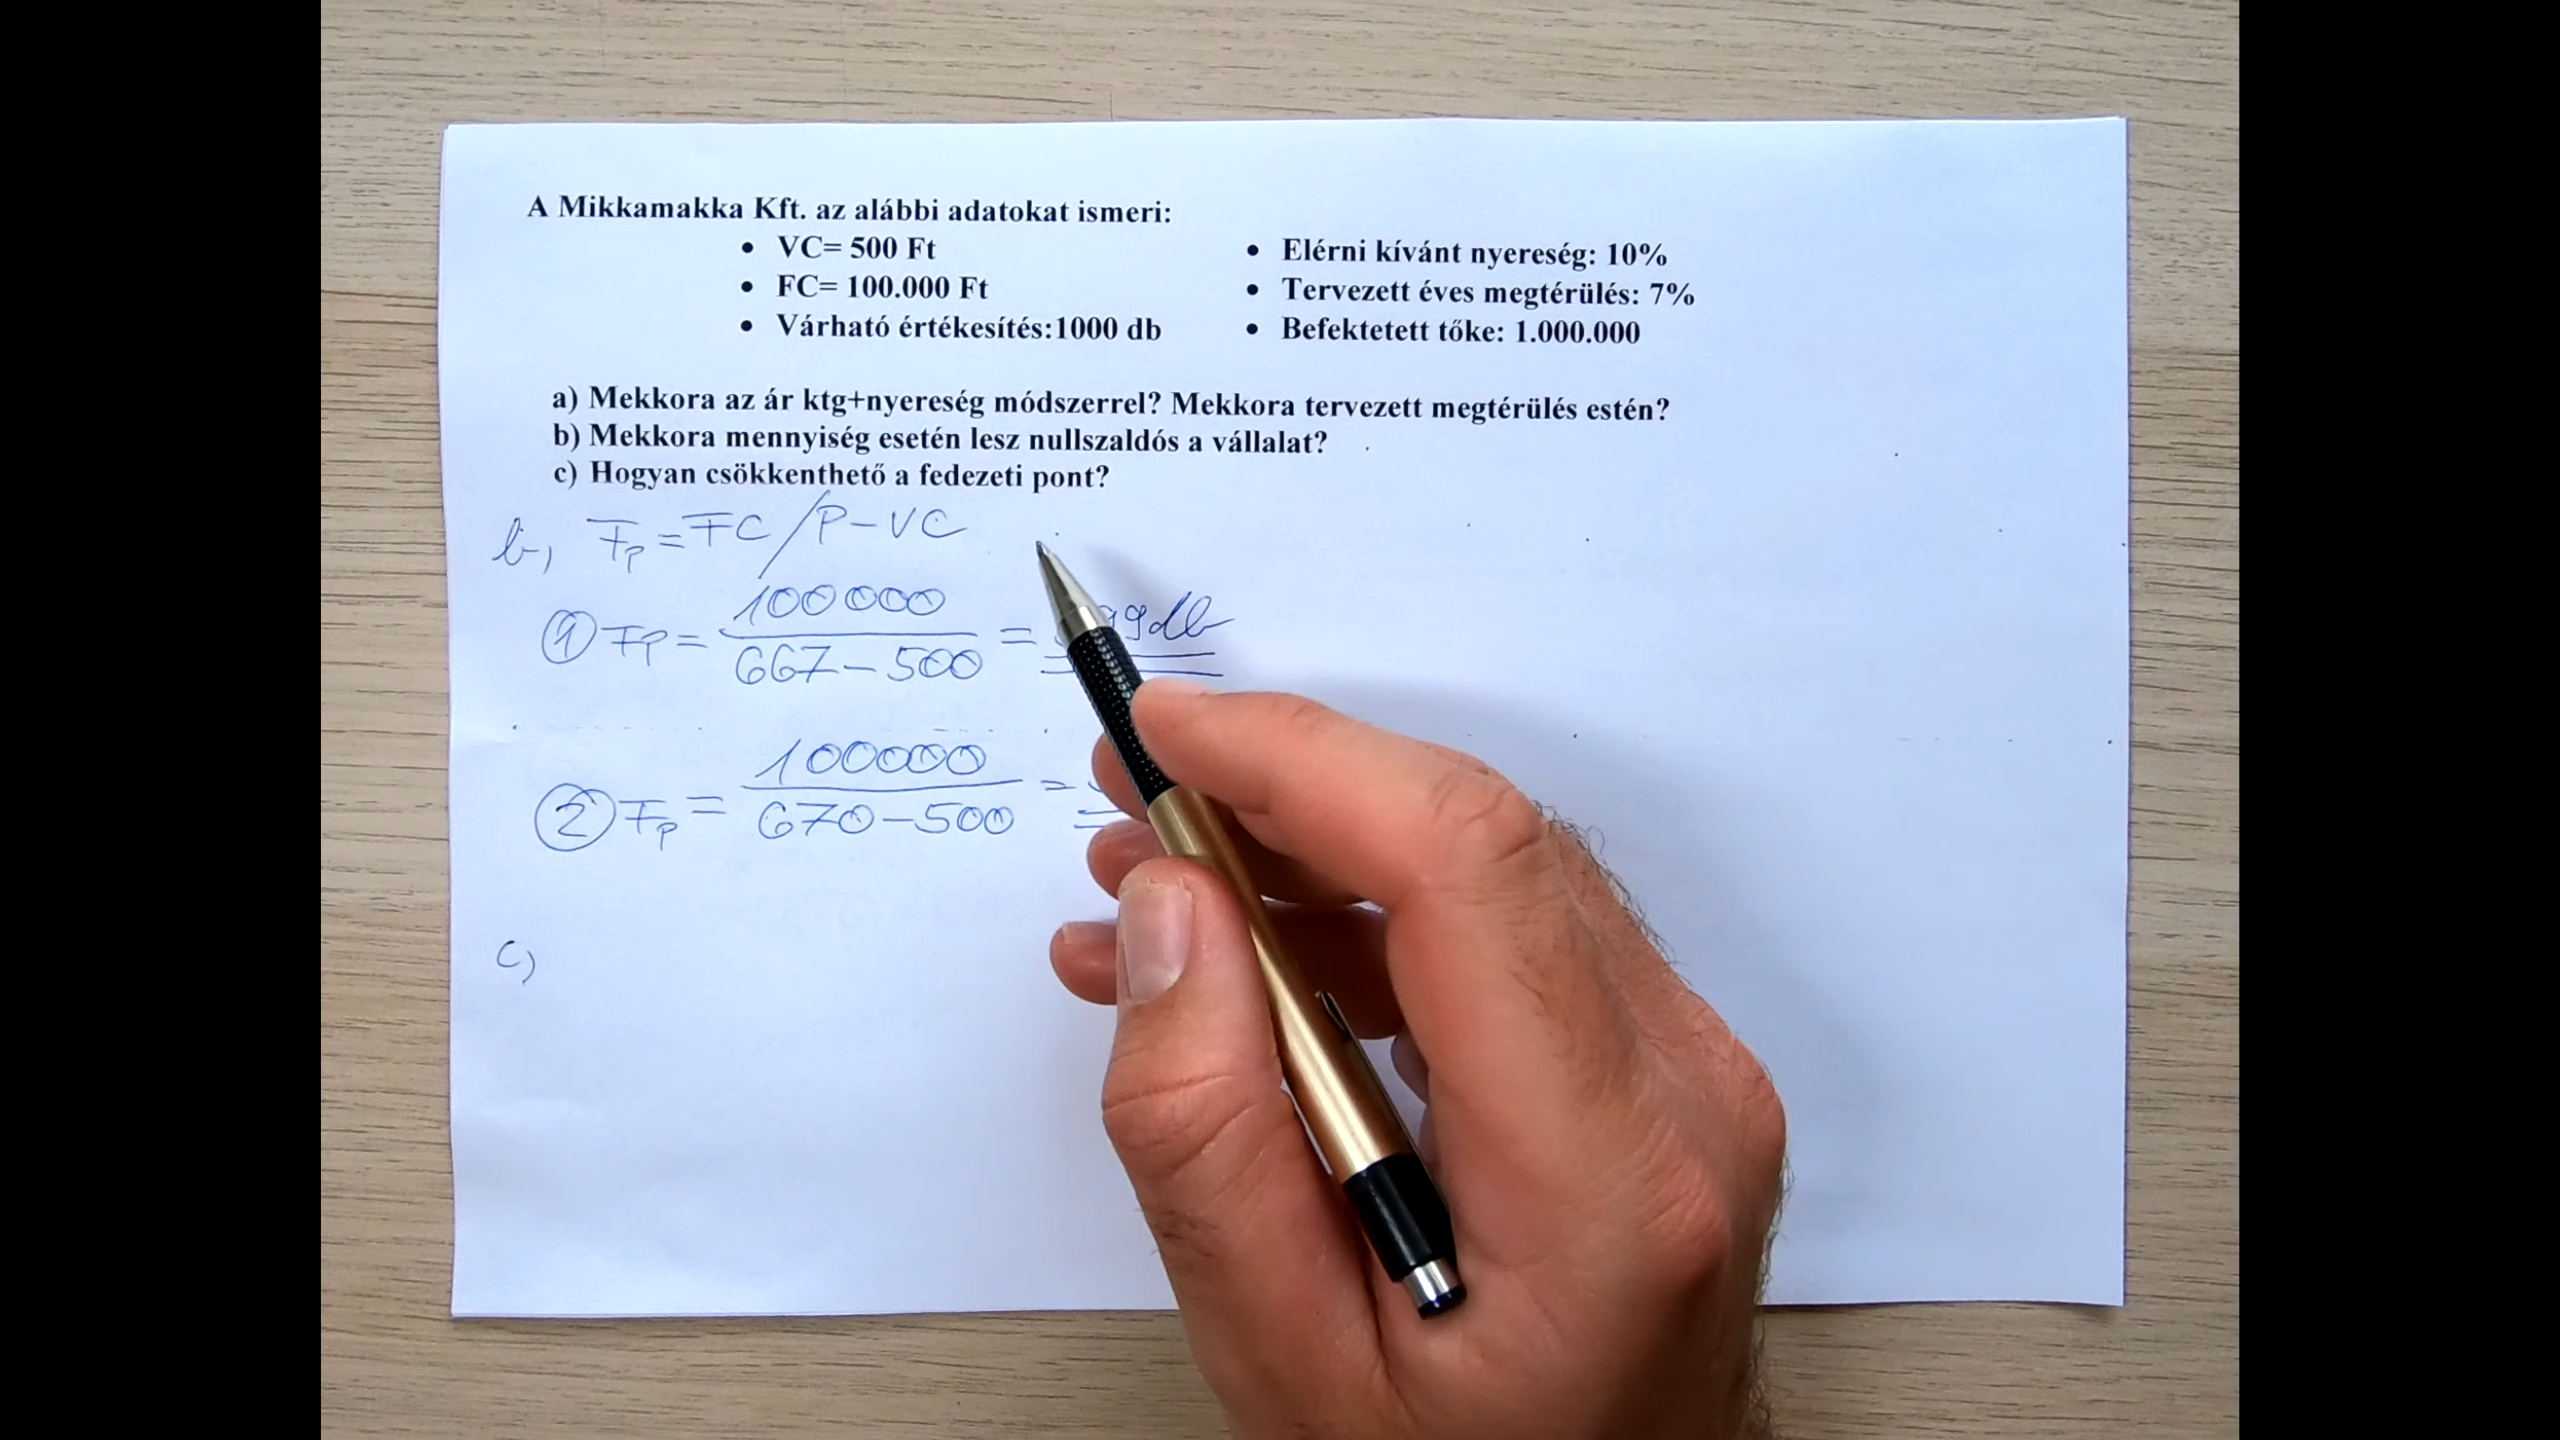 A Mikkamakka Kft. az alábbi adatokat ismeri:
• VC= 500 Ft
• FC= 100.000 Ft
• Várható értékesítés:1000 db
• Elérni kívánt nyereség: 10%
• Tervezett éves megtérülés: 7%
• Befektetett tőke: 1.000.000
a) Mekkora az ár ktg+nyereség módszerrel? Mekkora tervezett megtérülés estén?
b) Mekkora mennyiség esetén lesz nullszaldós a vállalat?
c) Hogyan csökkenthető a fedezeti pont?
b, Fp = FC / P - VC
① Fp = 100000 / 667 - 500 = 99 db
② Fp = 100000 / 670 - 500 =
c)